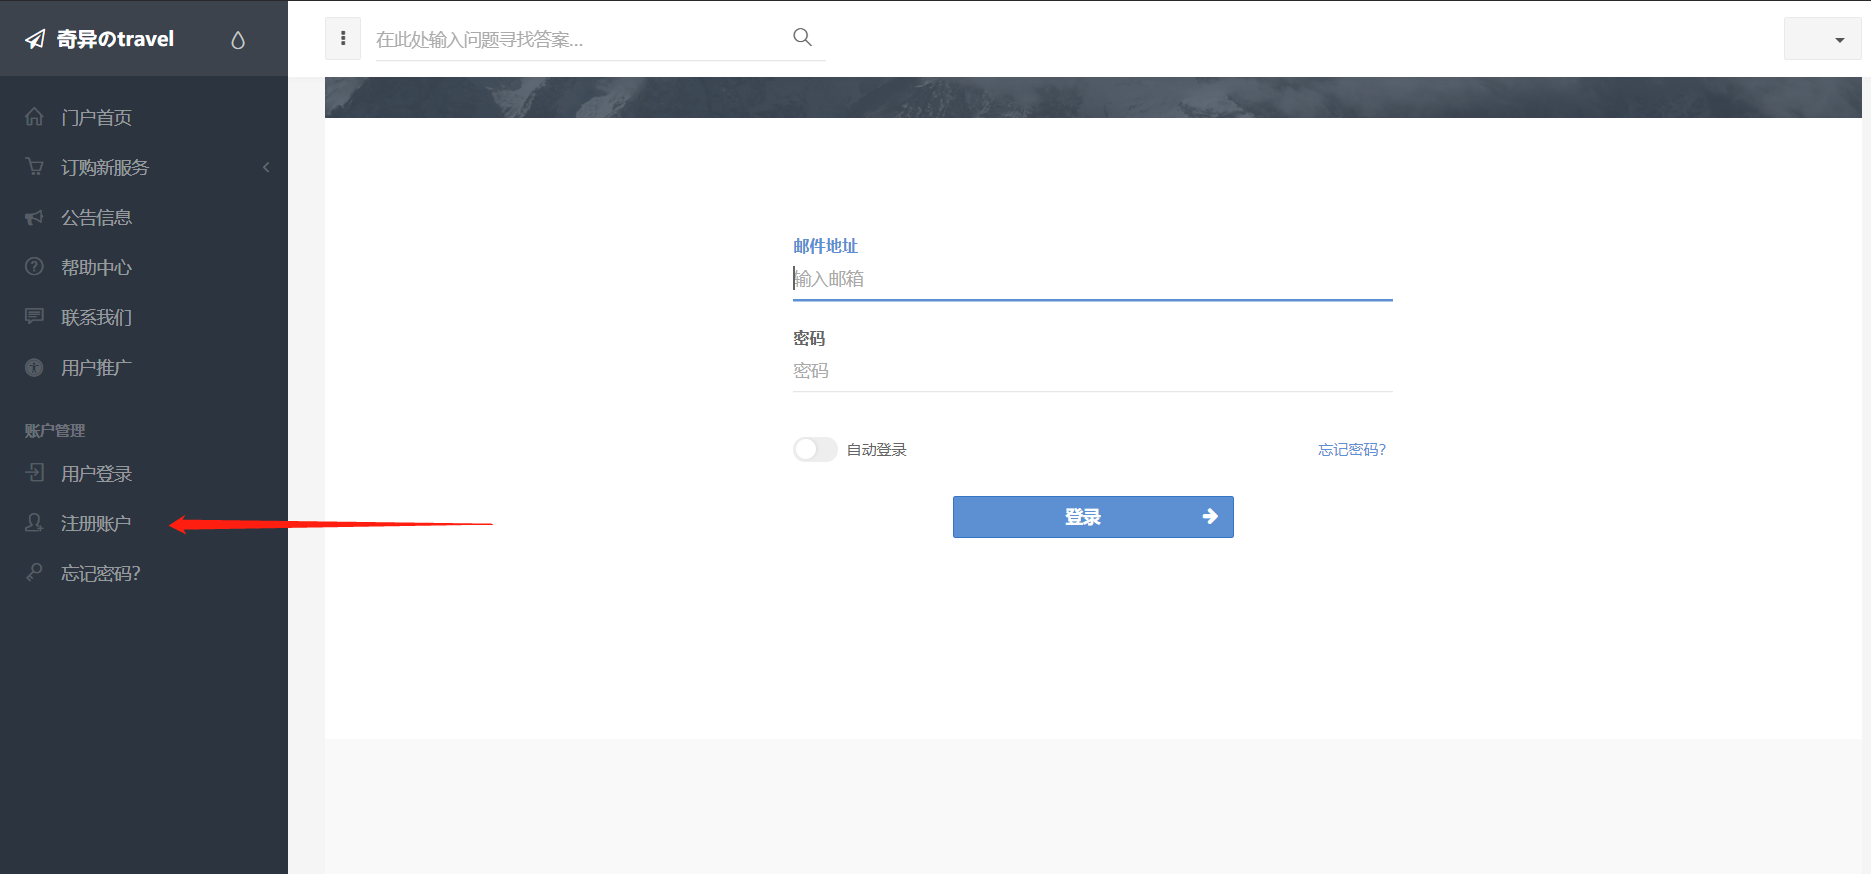 奇异のtravel
在此处输入问题寻找答案...
门户首页
订购新服务
公告信息
帮助中心
联系我们
用户推广
账户管理
用户登录
注册账户
忘记密码?
邮件地址
输入邮箱
密码
密码
自动登录
忘记密码?
登录